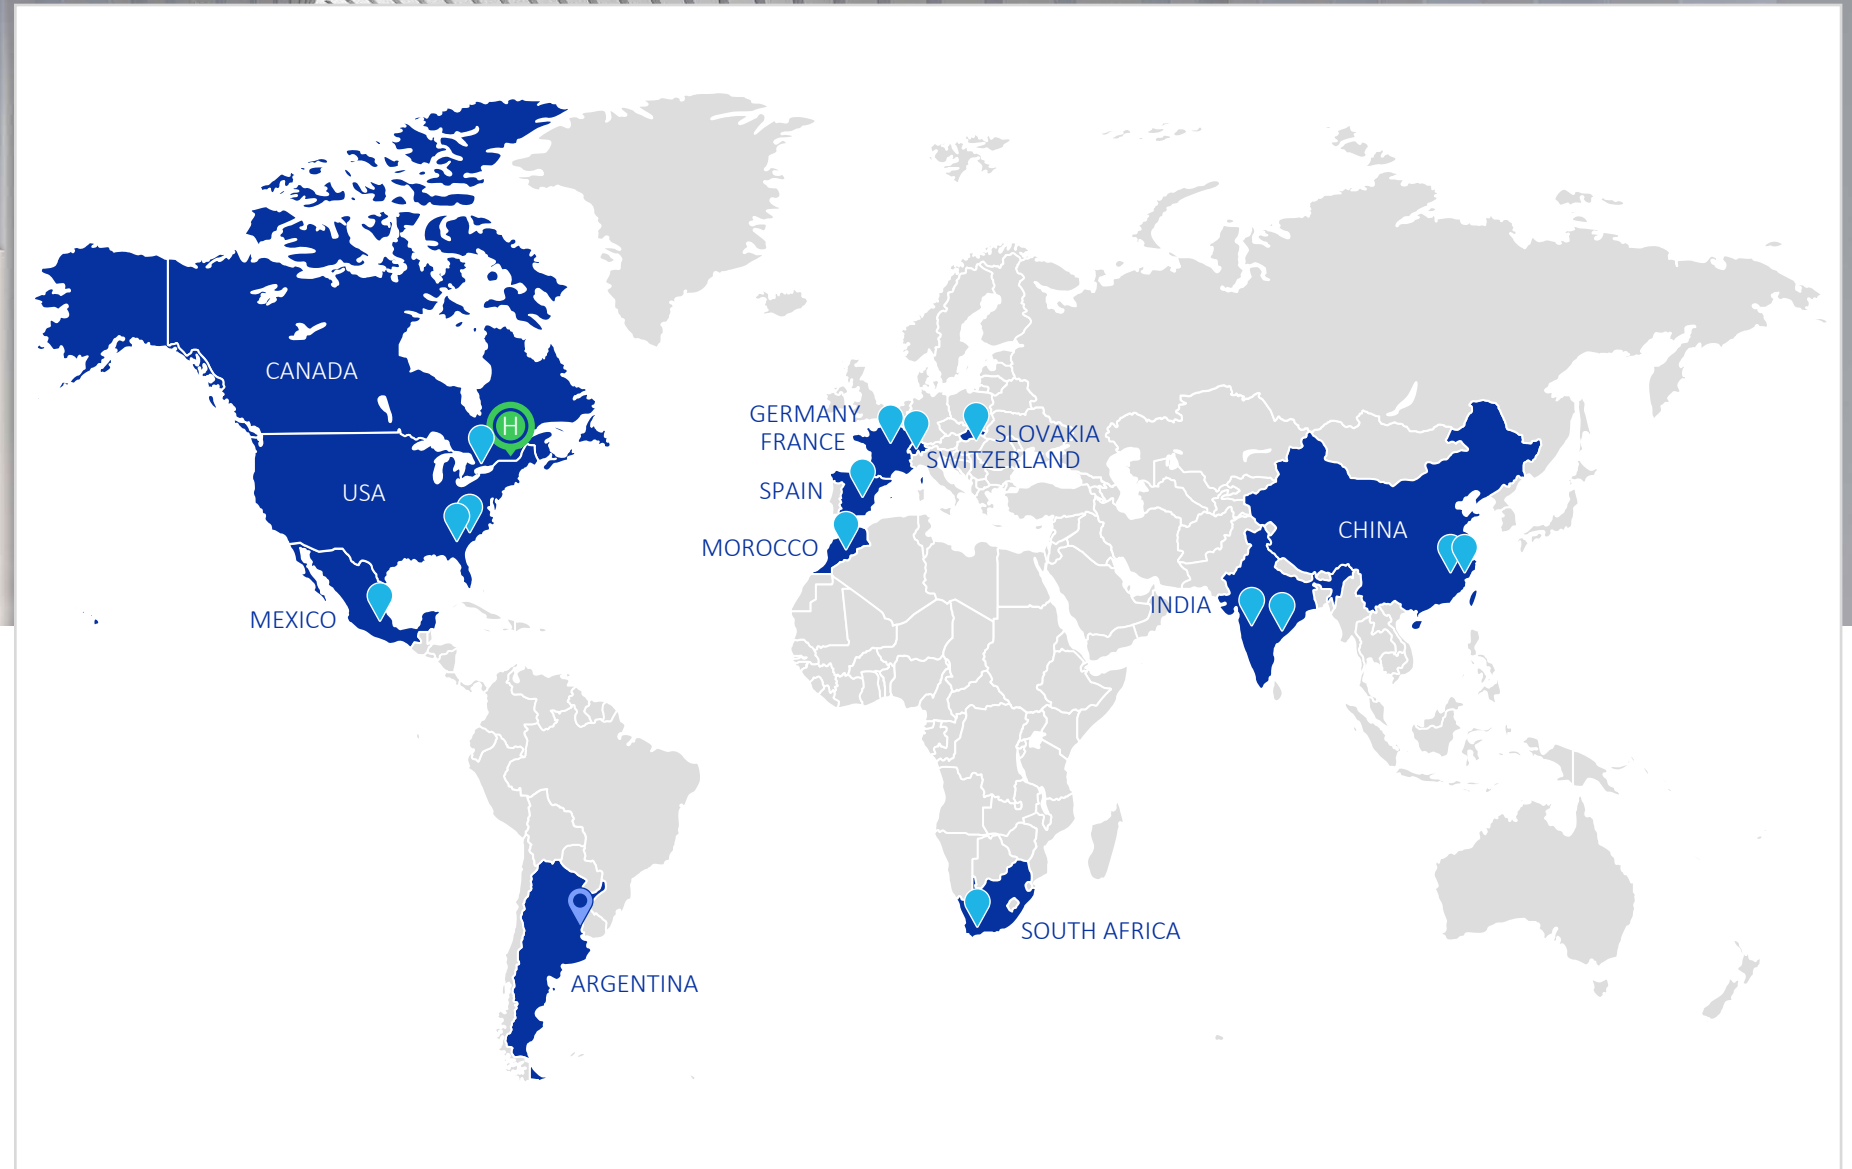 CANADA
H
GERMANY
FRANCE
SLOVAKIA
SWITZERLAND
USA
SPAIN
CHINA
MOROCCO
MEXICO
INDIA
SOUTH AFRICA
ARGENTINA